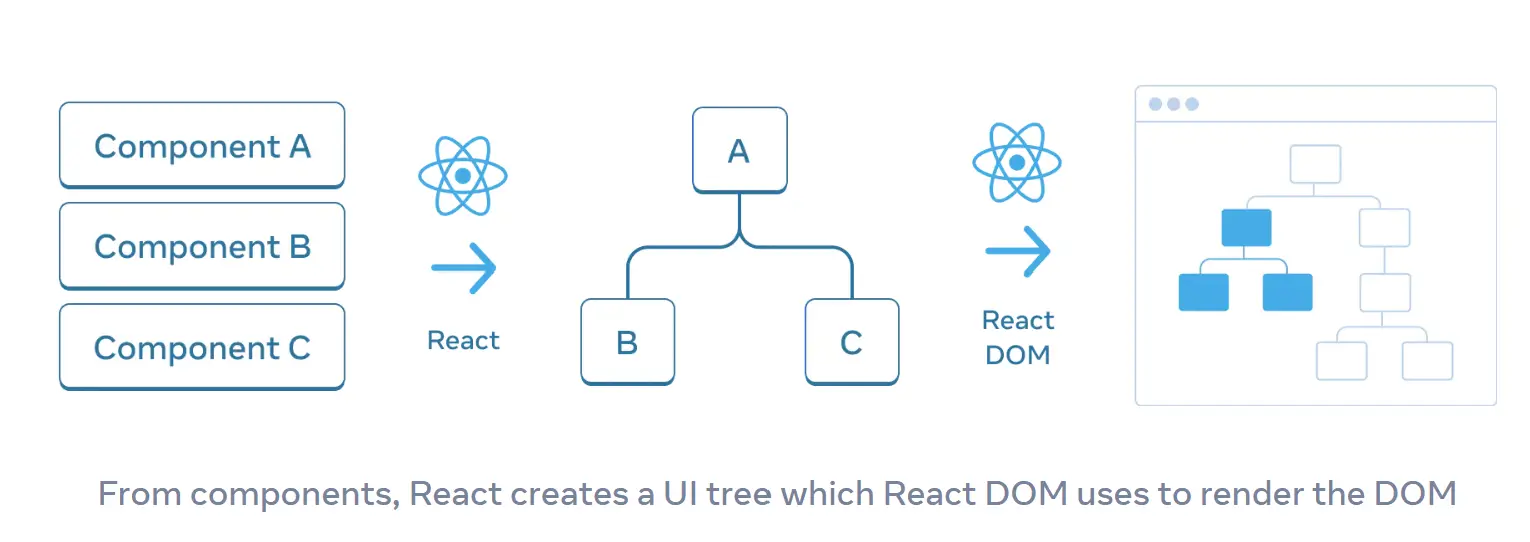 Component A
Component B
Component C
React
A
B
C
React
DOM
From components, React creates a UI tree which React DOM uses to render the DOM